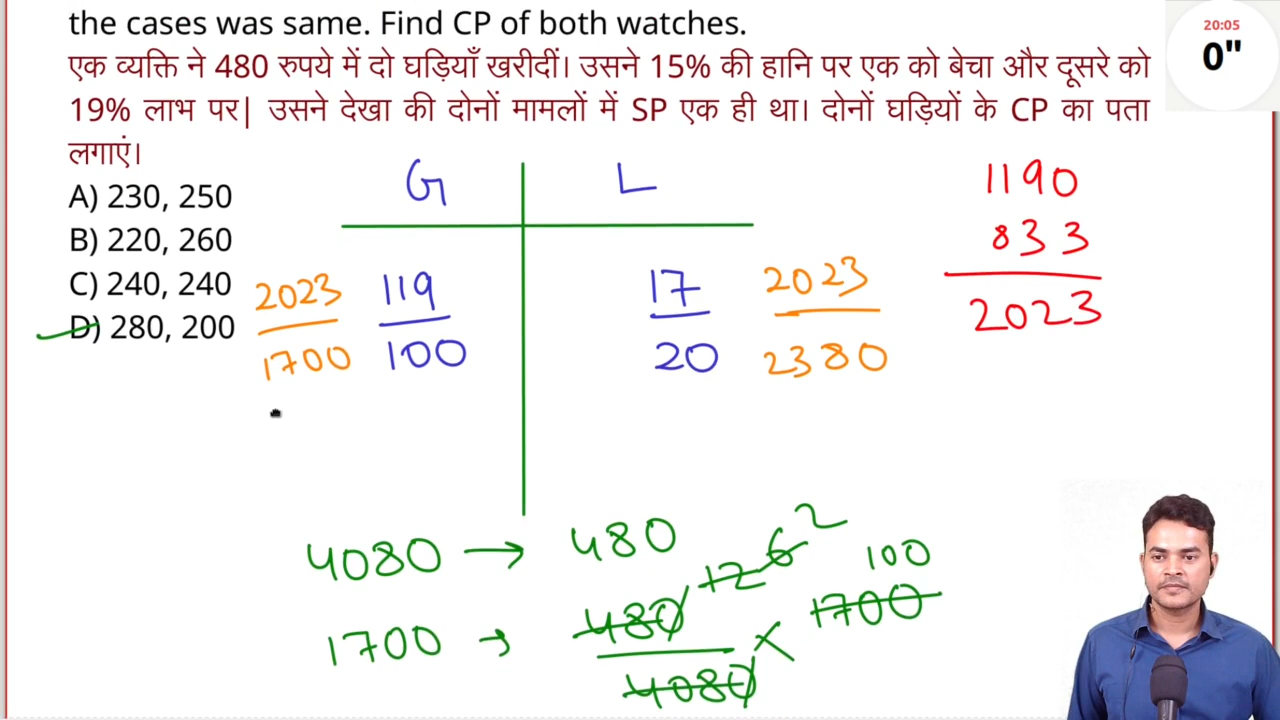 the cases was same. Find CP of both watches.
20:05
0"
एक व्यक्ति ने 480 रुपये में दो घड़ियाँ खरीदीं। उसने 15% की हानि पर एक को बेचा और दूसरे को
19% लाभ पर| उसने देखा की दोनों मामलों में SP एक ही था। दोनों घड़ियों के CP का पता
लगाएं।
A) 230, 250
B) 220, 260
C) 240, 240
D) 280, 200
G L
1190
833
2023
2023 119 17 2023
1700 100 20 2380
4080 → 480
12 6 2
100
1700 → 480 × 1700
4080